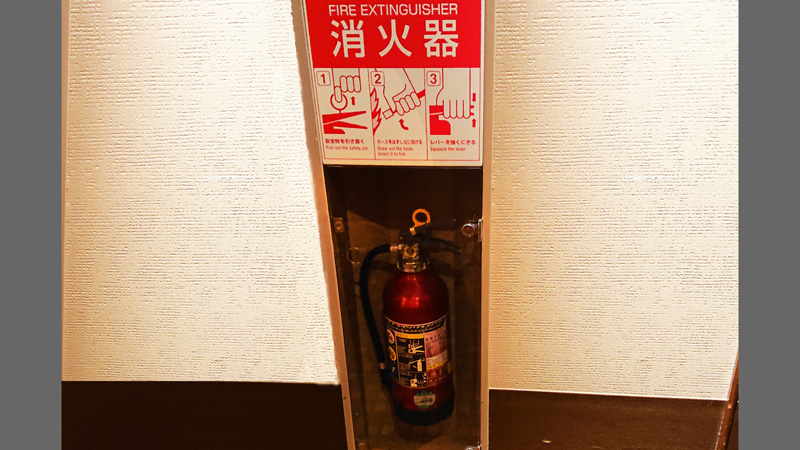 FIRE EXTINGUISHER
消火器
1
2
3
安全栓を引き抜く
Pull out the safety pin
ホースをはずし火に向ける
Draw out the hose
direct it to fire
レバーを強くにぎる
Squeeze the lever